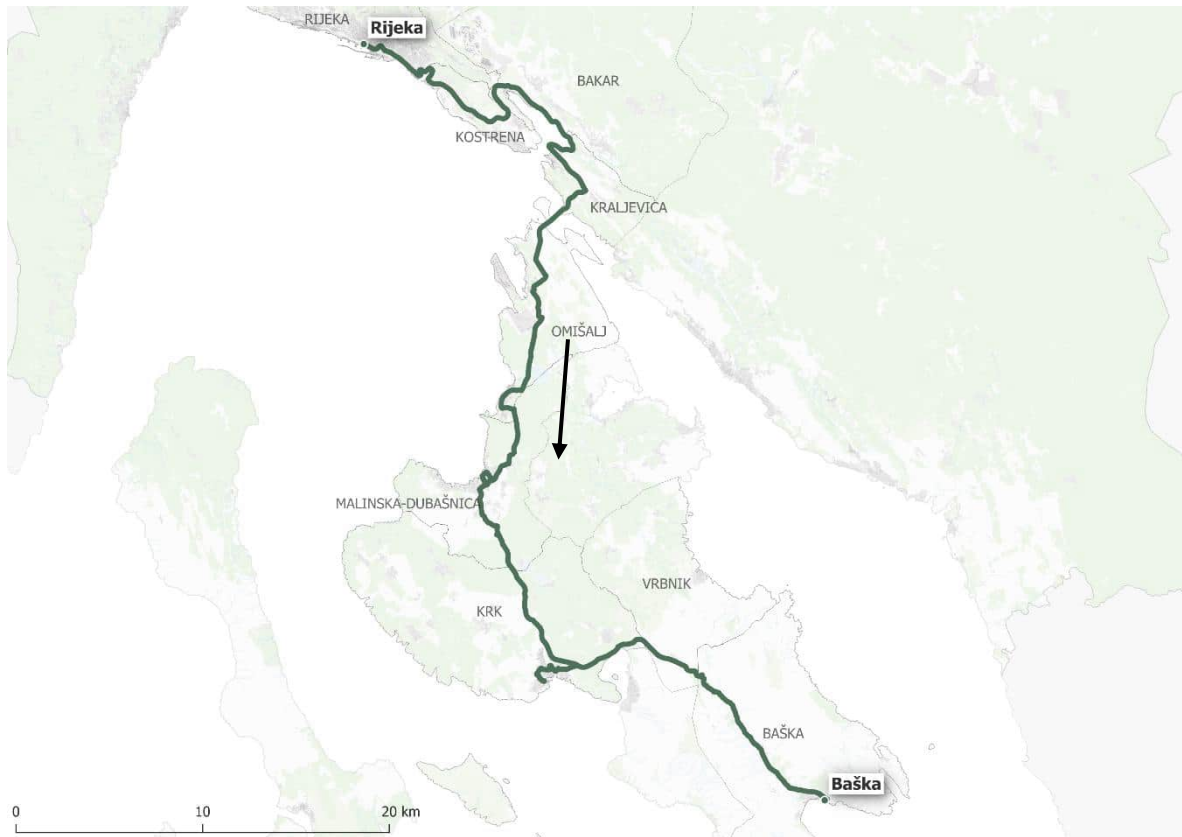 RIJEKA
Rijeka
BAKAR
KOSTRENA
KRALJEVICA
OMIŠALJ
MALINSKA-DUBAŠNICA
VRBNIK
KRK
BAŠKA
Baška
0 10 20 km